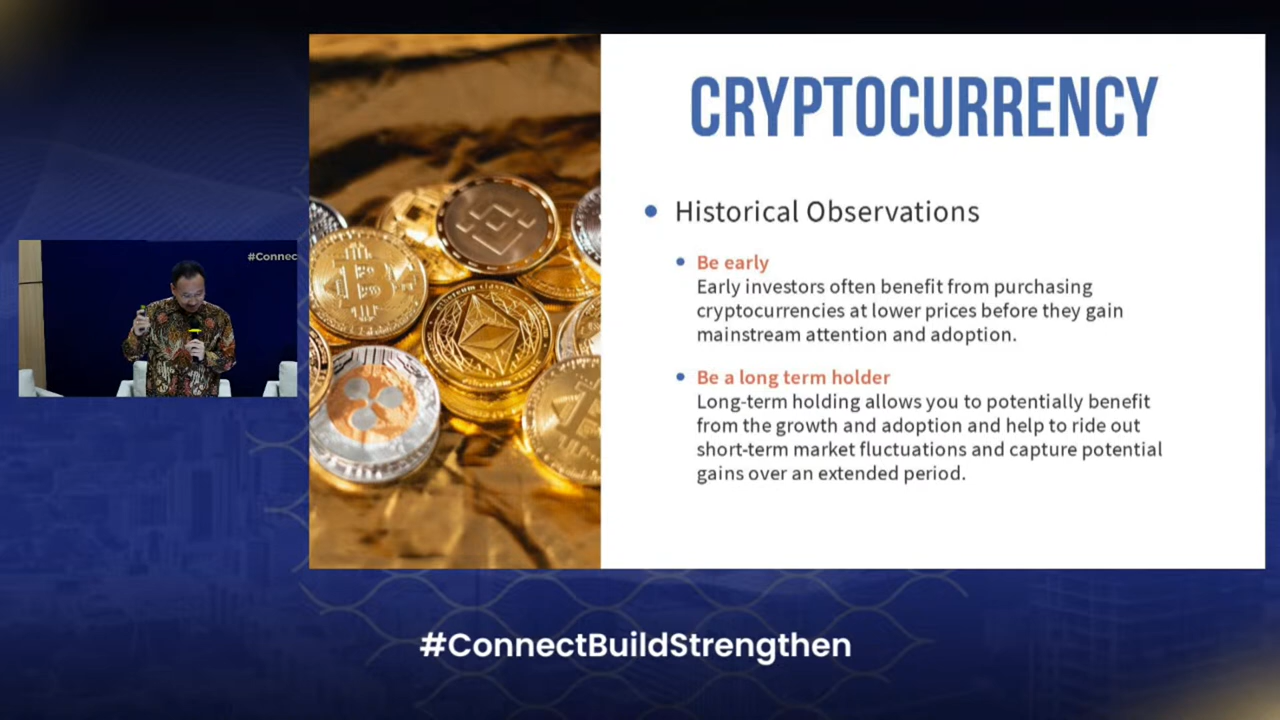 CRYPTOCURRENCY
Historical Observations
Be early
Early investors often benefit from purchasing
cryptocurrencies at lower prices before they gain
mainstream attention and adoption.
Be a long term holder
Long-term holding allows you to potentially benefit
from the growth and adoption and help to ride out
short-term market fluctuations and capture potential
gains over an extended period.
#Connec
ethereum classic
#ConnectBuildStrengthen